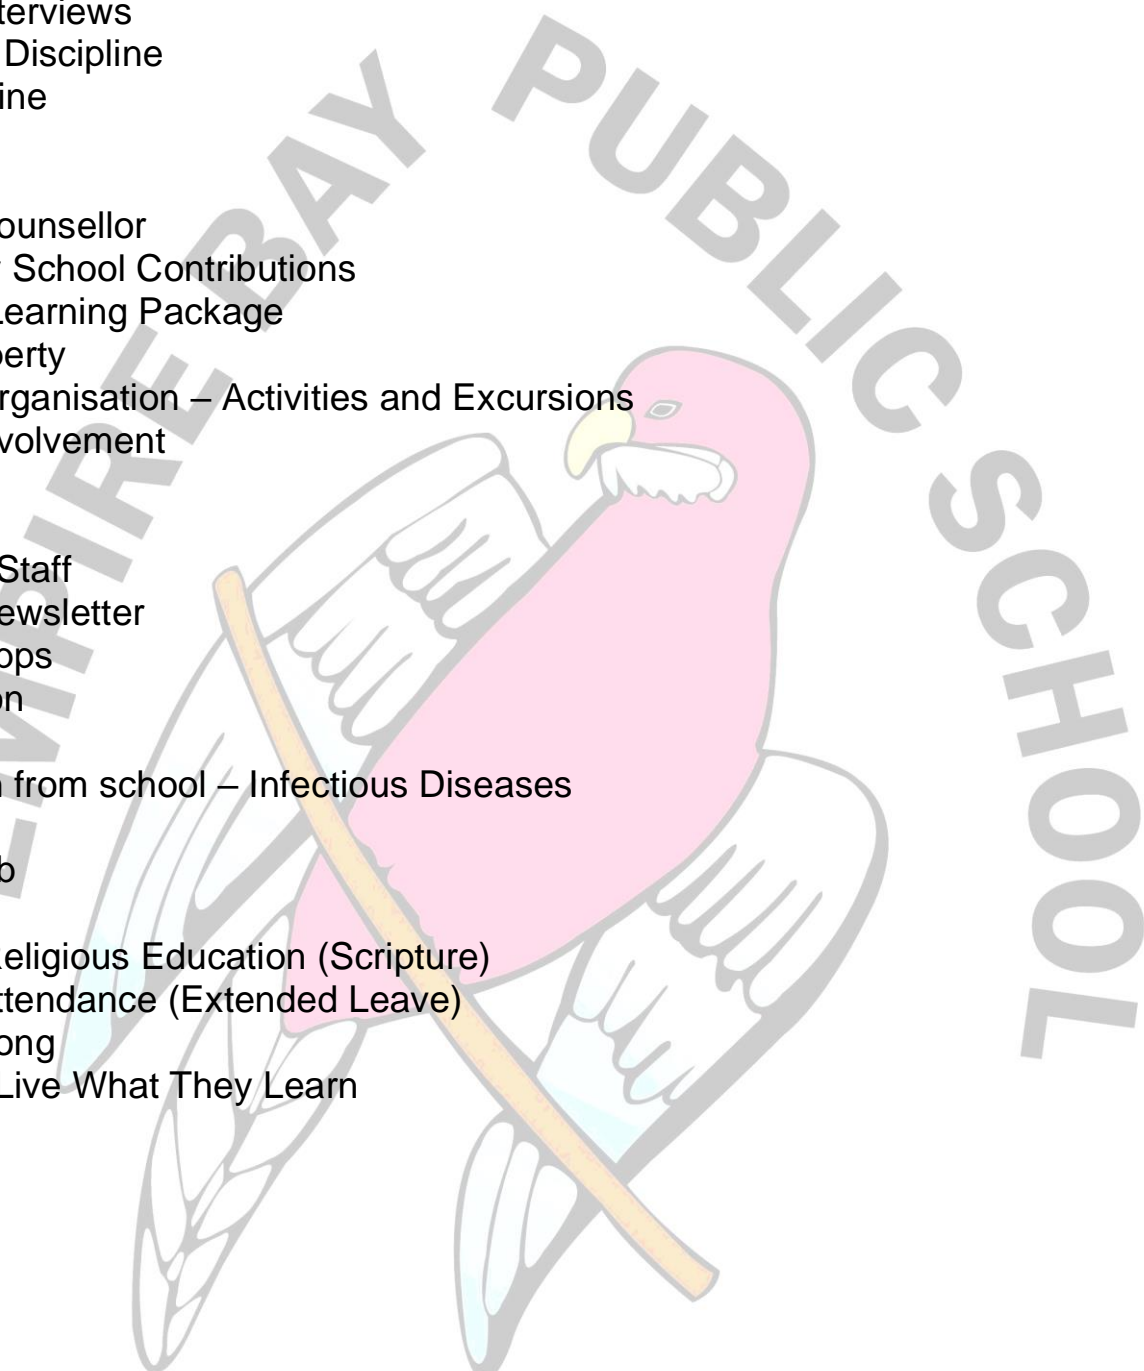 terviews
Discipline
ine
ounsellor
School Contributions
Learning Package
perty
rganisation – Activities and Excursions
volvement
Staff
ewsletter
ops
on
n from school – Infectious Diseases
b
Religious Education (Scripture)
ttendance (Extended Leave)
ong
Live What They Learn
EMPIRE BAY PUBLIC SCHOOL